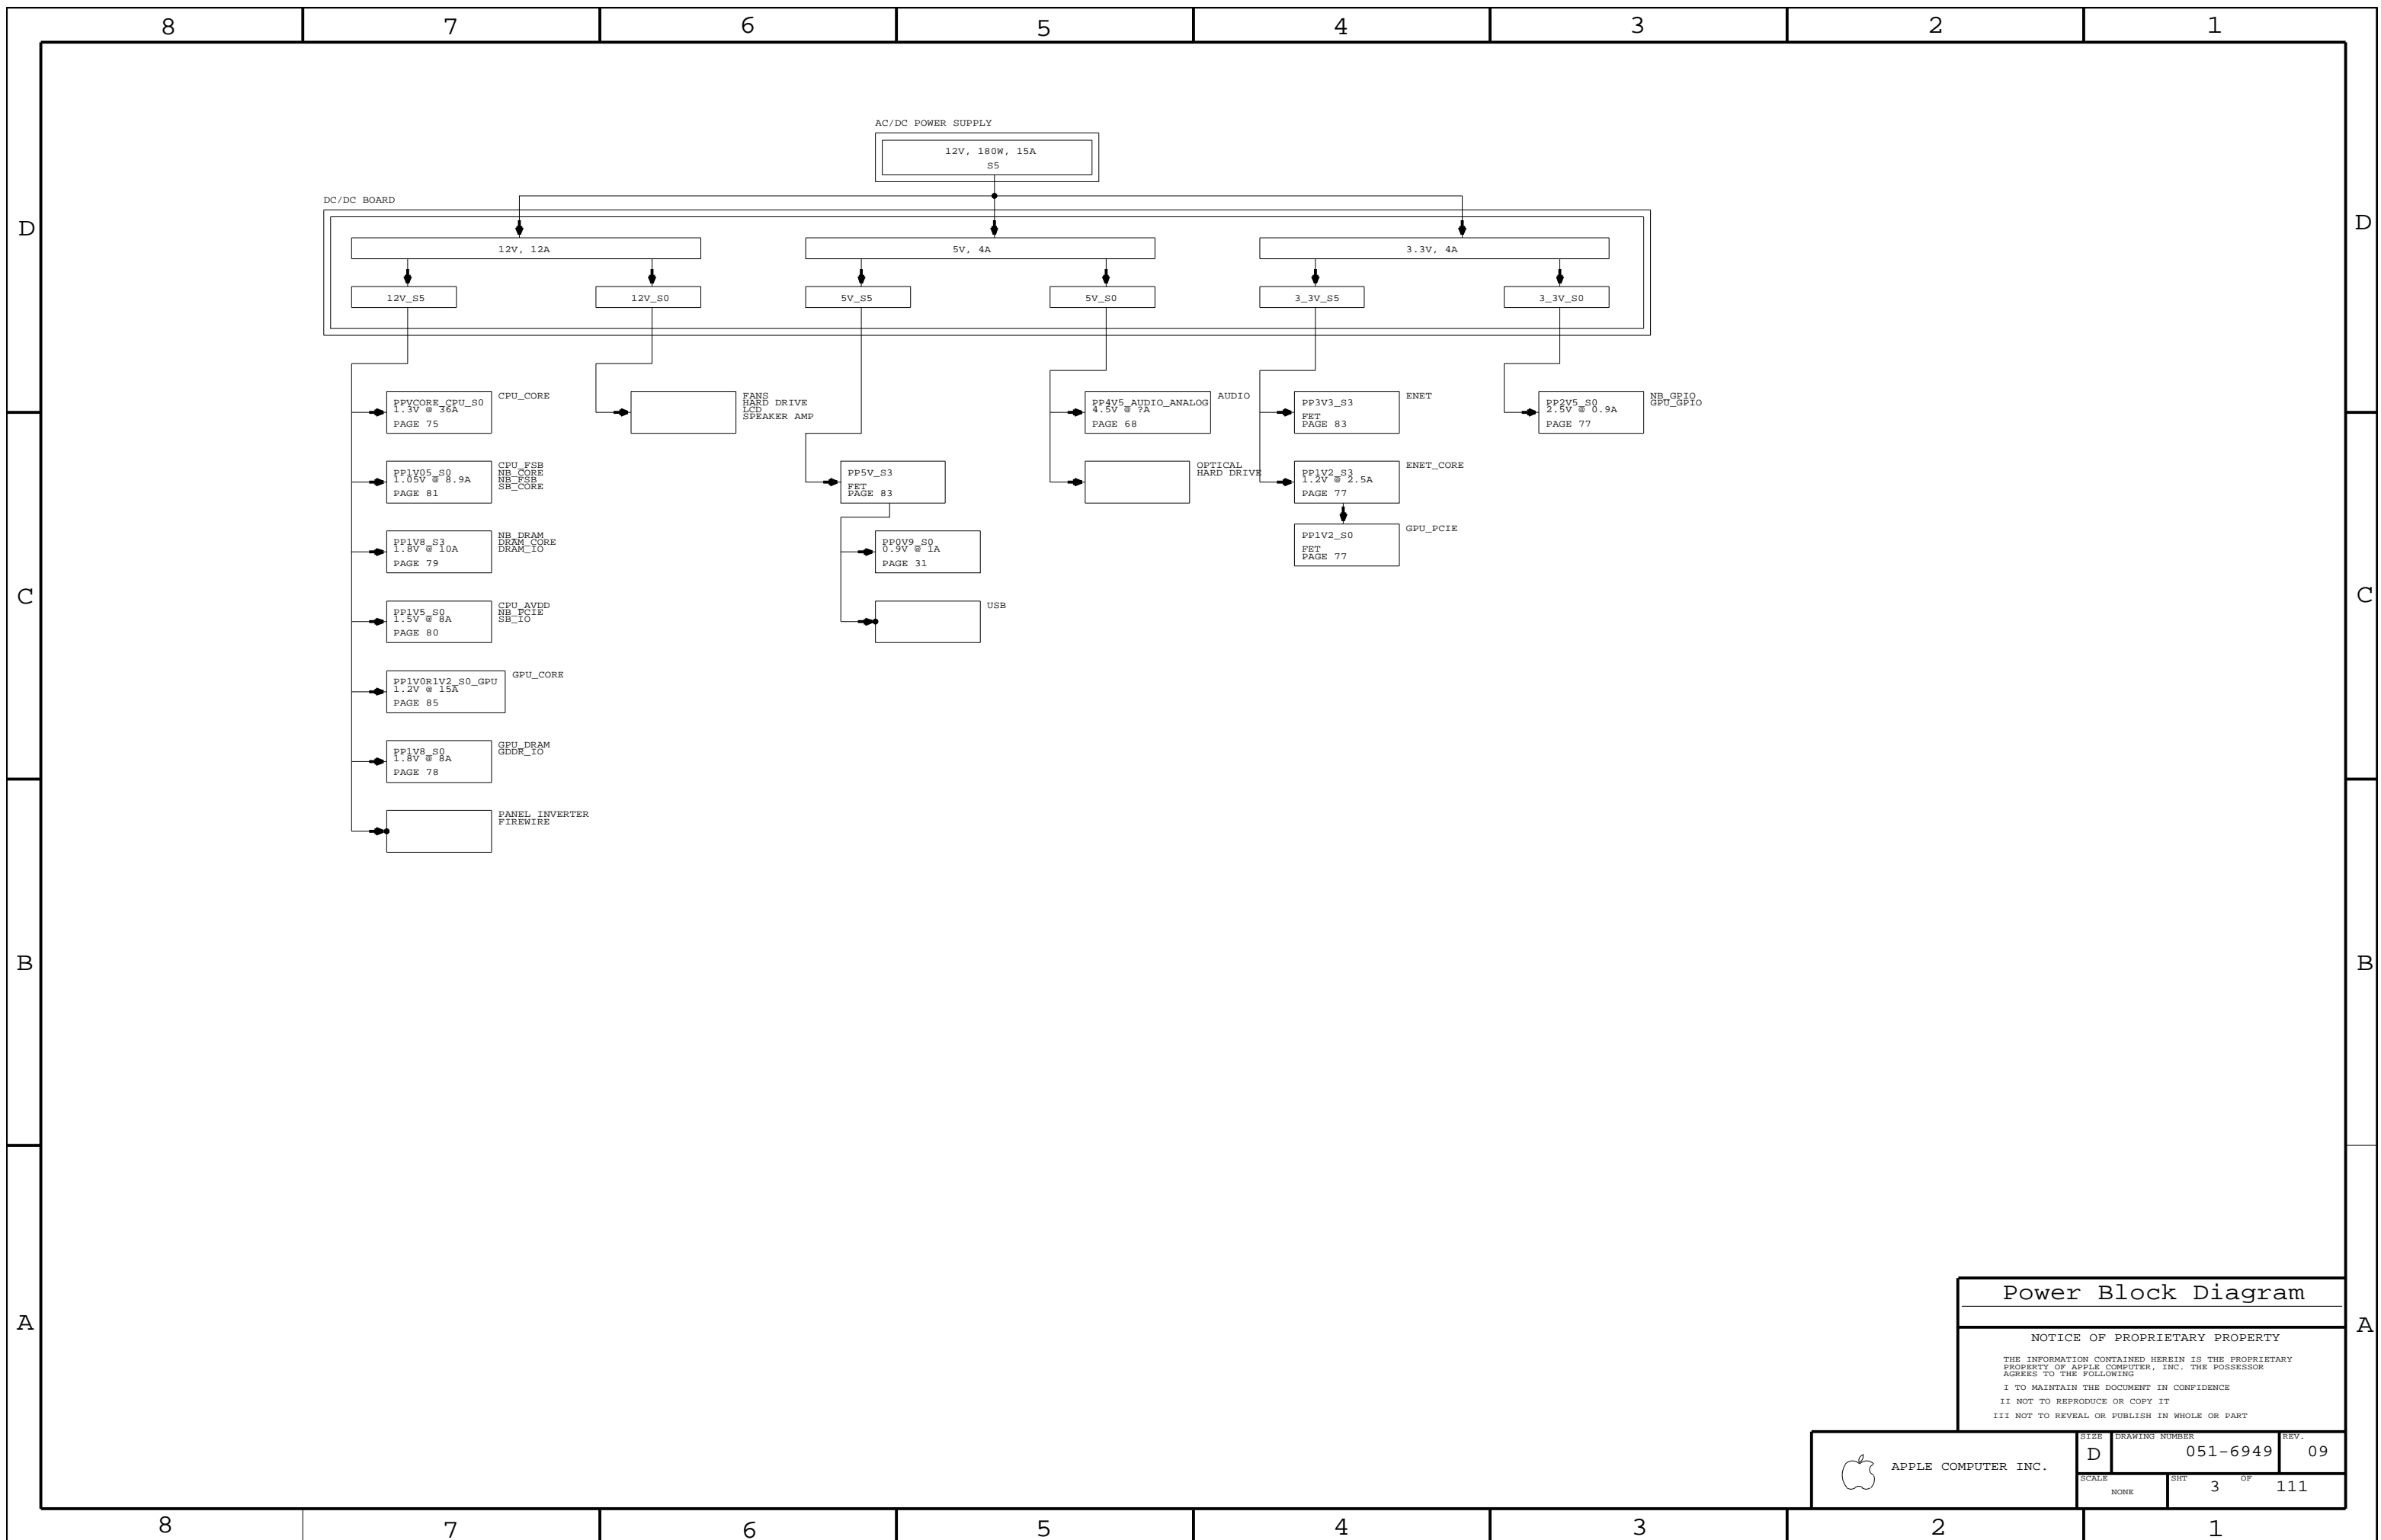 8 7 6 5 4 3 2 1
AC/DC POWER SUPPLY
12V, 180W, 15A
S5
DC/DC BOARD
D D
12V, 12A
5V, 4A
3.3V, 4A
12V_S5
12V_S0
5V_S5
5V_S0
3_3V_S5
3_3V_S0
PPVCORE_CPU_S0
1.3V @ 36A
PAGE 75
CPU_CORE
FANS
HARD DRIVE
LCD
SPEAKER AMP
PP4V5_AUDIO_ANALOG
4.5V @ ?A
PAGE 68
AUDIO
PP3V3_S3
FET
PAGE 83
ENET
PP2V5_S0
2.5V @ 0.9A
PAGE 77
NB_GPIO
GPU_GPIO
PP1V05_S0
1.05V @ 8.9A
PAGE 81
CPU_FSB
NB_CORE
NB_FSB
SB_CORE
PP5V_S3
FET
PAGE 83
OPTICAL
HARD DRIVE
PP1V2_S3
1.2V @ 2.5A
PAGE 77
ENET_CORE
PP1V8_S3
1.8V @ 10A
PAGE 79
NB_DRAM
DRAM_CORE
DRAM_IO
PP0V9_S0
0.9V @ 1A
PAGE 31
PP1V2_S0
FET
PAGE 77
GPU_PCIE
C C
PP1V5_S0
1.5V @ 8A
PAGE 80
CPU_AVDD
NB_PCIE
SB_IO
USB
PP1V0R1V2_S0_GPU
1.2V @ 15A
PAGE 85
GPU_CORE
PP1V8_S0
1.8V @ 8A
PAGE 78
GPU_DRAM
GDDR_IO
PANEL INVERTER
FIREWIRE
B B
A A
Power Block Diagram
NOTICE OF PROPRIETARY PROPERTY
THE INFORMATION CONTAINED HEREIN IS THE PROPRIETARY
PROPERTY OF APPLE COMPUTER, INC. THE POSSESSOR
AGREES TO THE FOLLOWING
I TO MAINTAIN THE DOCUMENT IN CONFIDENCE
II NOT TO REPRODUCE OR COPY IT
III NOT TO REVEAL OR PUBLISH IN WHOLE OR PART
APPLE COMPUTER INC.
SIZE
D
DRAWING NUMBER
051-6949
REV.
09
SCALE
NONE
SHT
3
OF
111
8 7 6 5 4 3 2 1